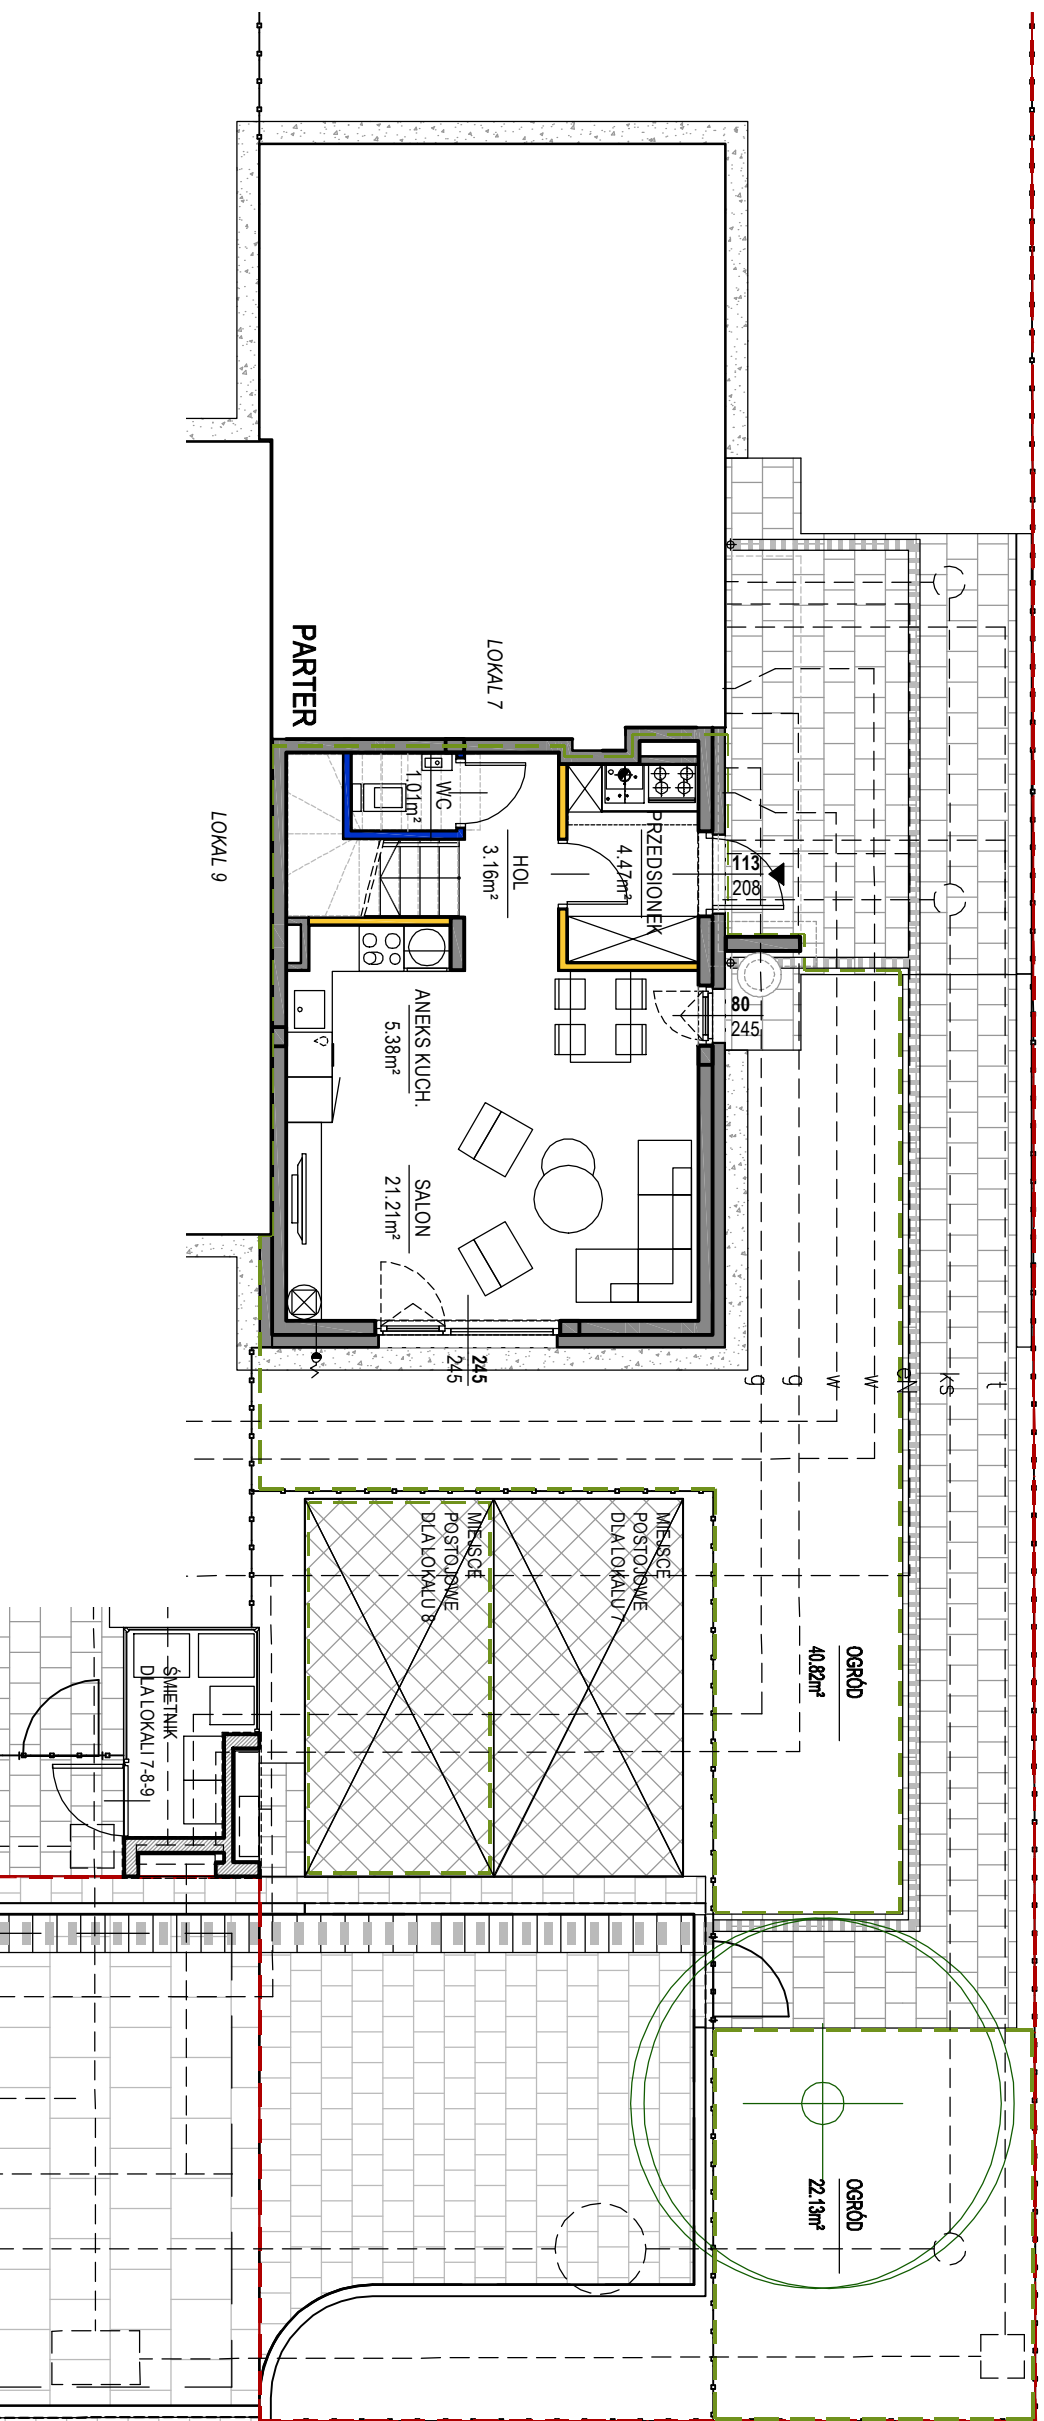 PARTER
LOKAL 7
LOKAL 9
WC
1.01m²
HOL
3.16m²
PRZEDSIONEK
4.47m²
113
208
80
245
ANEKS KUCH.
5.38m²
SALON
21.21m²
245
245
g
g
w
w
eN
ks
t
MIEJSCE
POSTOJOWE
DLA LOKALU 7
MIEJSCE
POSTOJOWE
DLA LOKALU 8
OGRÓD
40.82m²
ŚMIETNIK
DLA LOKALI 7-8-9
OGRÓD
22.13m²